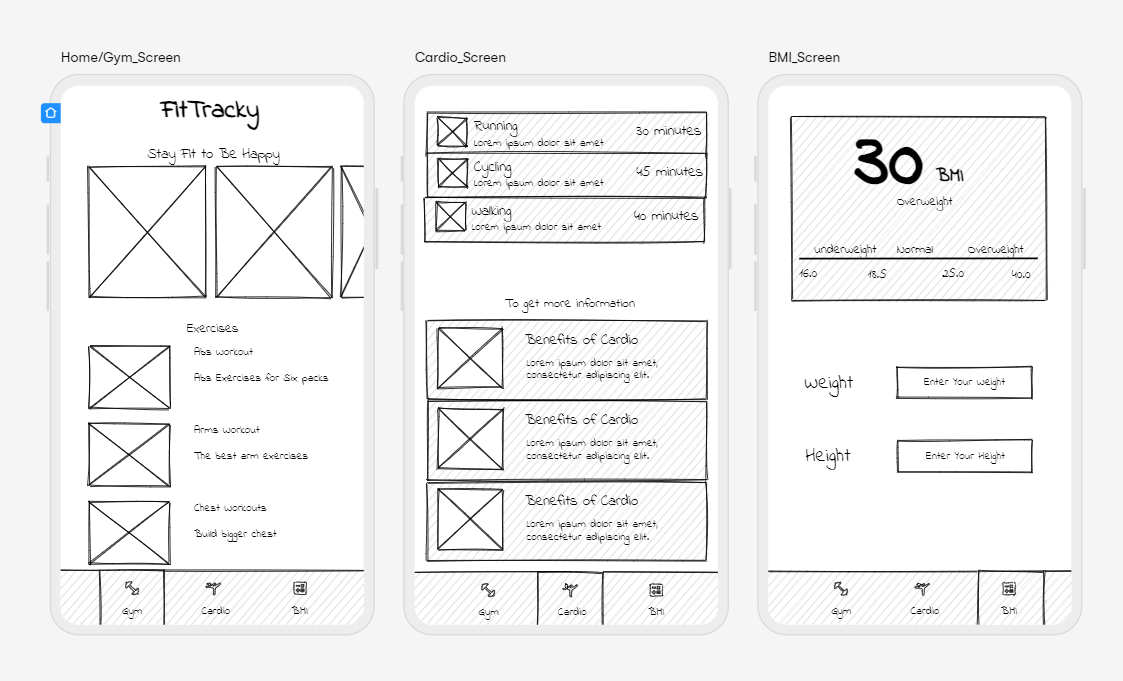 Home/Gym_Screen
FitTracky
Stay Fit to Be Happy
Exercises
Abs workout
Abs Exercises for Six packs
Arms workout
The best arm exercises
Chest workouts
Build bigger chest
Gym
Cardio
BMI
Cardio_Screen
Running
30 minutes
Lorem ipsum dolor sit amet
Cycling
45 minutes
Lorem ipsum dolor sit amet
walking
40 minutes
Lorem ipsum dolor sit amet
To get more information
Benefits of Cardio
Lorem ipsum dolor sit amet,
consectetur adipiscing elit.
Benefits of Cardio
Lorem ipsum dolor sit amet,
consectetur adipiscing elit.
Benefits of Cardio
Lorem ipsum dolor sit amet,
consectetur adipiscing elit.
Gym
Cardio
BMI
BMI_Screen
30 BMI
Overweight
underweight Normal Overweight
16.0 18.5 25.0 40.0
weight
Enter Your weight
Height
Enter Your Height
Gym
Cardio
BMI